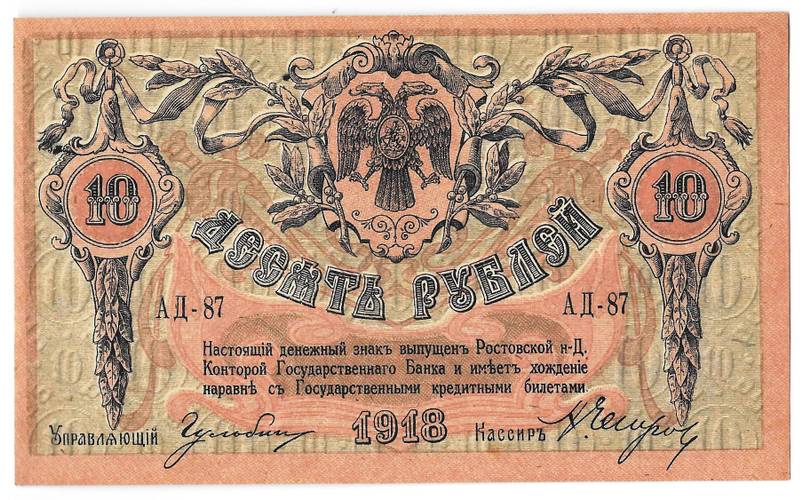 10
10
ДЕСЯТЬ РУБЛЕЙ
АД-87
АД-87
Настоящій денежный знакъ выпущенъ Ростовской н-Д.
Конторой Государственнаго Банка и имѣетъ хожденіе
наравнѣ съ Государственными кредитными билетами.
Управляющій
1918
Кассиръ